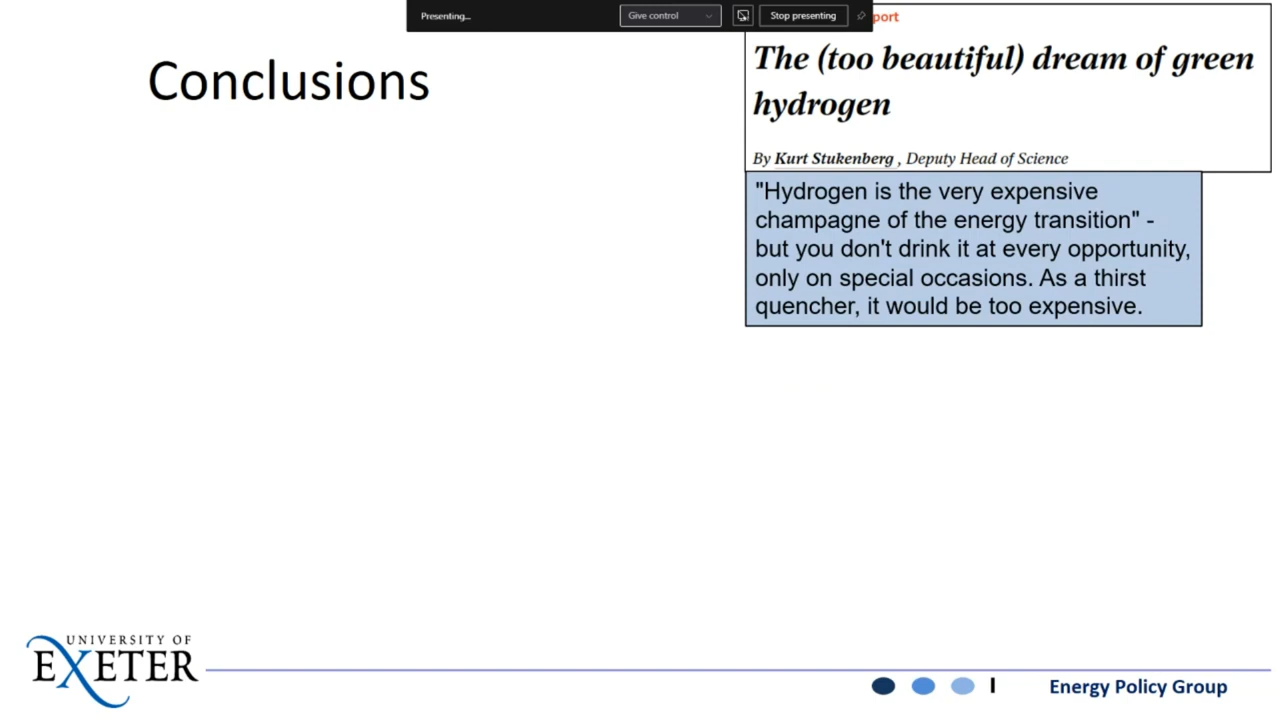 Presenting...
Give control
Stop presenting
port
Conclusions
The (too beautiful) dream of green
hydrogen
By Kurt Stukenberg , Deputy Head of Science
"Hydrogen is the very expensive
champagne of the energy transition" -
but you don't drink it at every opportunity,
only on special occasions. As a thirst
quencher, it would be too expensive.
UNIVERSITY OF
EXETER
I
Energy Policy Group